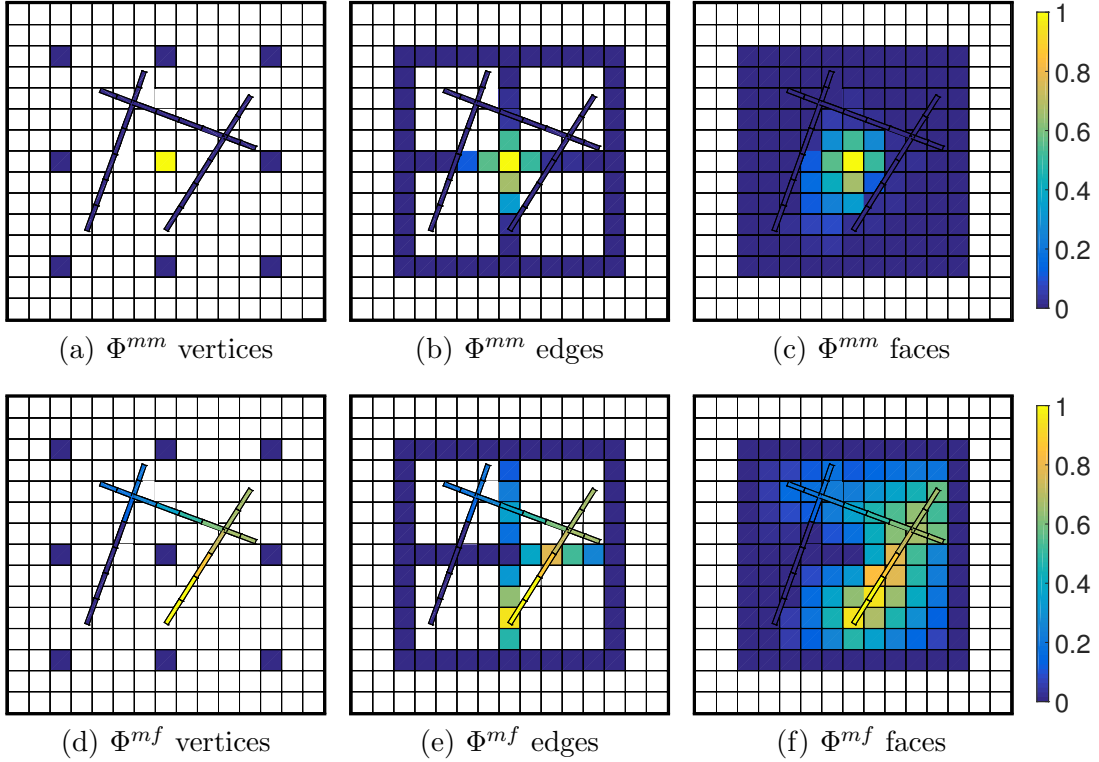 1
0.8
0.6
0.4
0.2
0
(a) Φ^{mm} vertices
(b) Φ^{mm} edges
(c) Φ^{mm} faces
1
0.8
0.6
0.4
0.2
0
(d) Φ^{mf} vertices
(e) Φ^{mf} edges
(f) Φ^{mf} faces